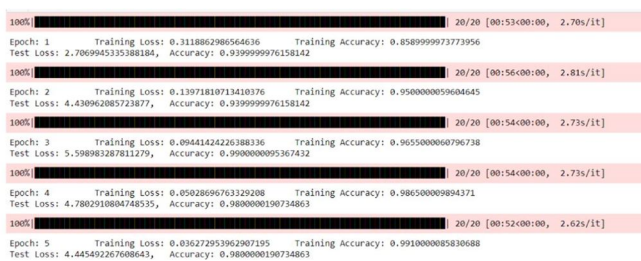 100%| | 20/20 [00:53<00:00, 2.70s/it]
Epoch: 1 Training Loss: 0.3118862986564636 Training Accuracy: 0.8589999973773956
Test Loss: 2.7069945335388184, Accuracy: 0.9399999976158142
100%| | 20/20 [00:56<00:00, 2.81s/it]
Epoch: 2 Training Loss: 0.13971810713410376 Training Accuracy: 0.9500000059604645
Test Loss: 4.430962085723877, Accuracy: 0.9399999976158142
100%| | 20/20 [00:54<00:00, 2.73s/it]
Epoch: 3 Training Loss: 0.09441424226388336 Training Accuracy: 0.9655000060796738
Test Loss: 5.598983287811279, Accuracy: 0.9900000095367432
100%| | 20/20 [00:54<00:00, 2.73s/it]
Epoch: 4 Training Loss: 0.05028696763329208 Training Accuracy: 0.986500009894371
Test Loss: 4.7802910804748535, Accuracy: 0.9800000190734863
100%| | 20/20 [00:52<00:00, 2.62s/it]
Epoch: 5 Training Loss: 0.036272953962907195 Training Accuracy: 0.9910000085830688
Test Loss: 4.445492267608643, Accuracy: 0.9800000190734863